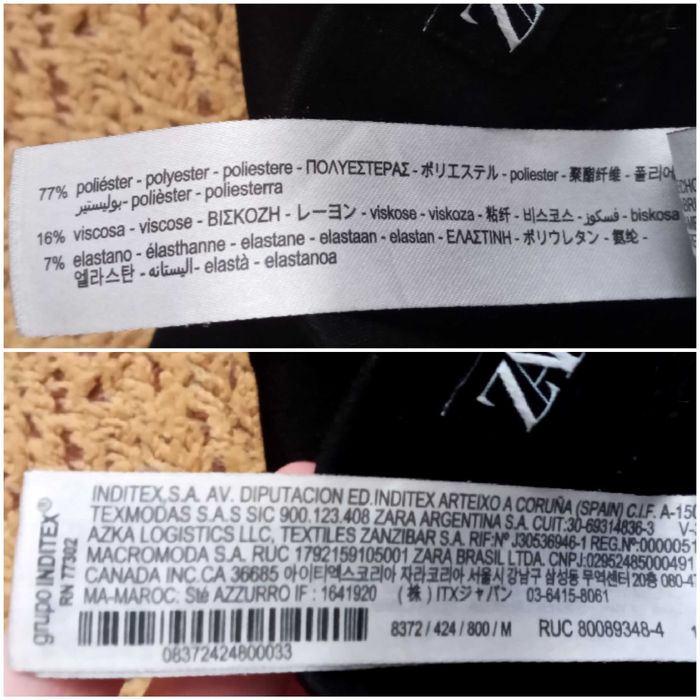 ZA
77% poliéster - polyester - poliestere - ΠΟΛΥΕΣΤΕΡΑΣ - ポリエステル - poliester - 聚酯纤维 - 폴리에
بوليستير - polièster - poliesterra
16% viscosa - viscose - ΒΙΣΚΟΖΗ - レーヨン - viskose - viskoza - 粘纤 - 비스코스 - فسكوز - biskosa
7% elastano - élasthanne - elastane - elastaan - elastan - ΕΛΑΣΤΙΝΗ - ポリウレタン - 氨纶 -
엘라스탄 - اليستانه - elastà - elastanoa
ZAR
grupo INDITEX®
RN 77302
INDITEX,S.A. AV. DIPUTACION ED.INDITEX ARTEIXO A CORUÑA (SPAIN) C.I.F. A-150
TEXMODAS S.A.S SIC 900.123.408 ZARA ARGENTINA S.A. CUIT:30-69314836-3 V-
AZKA LOGISTICS LLC, TEXTILES ZANZIBAR S.A. RIF:Nº J30536946-1 REG.Nº:0000051
MACROMODA S.A. RUC 1792159105001 ZARA BRASIL LTDA. CNPJ:02952485000491
CANADA INC.CA 36685 아이티엑스코리아 자라코리아 서울시 강남구 삼성동 무역센터 20층 080-47
MA-MAROC: Sté AZZURRO IF : 1641920 (株) ITXジャパン 03-6415-8061
8372 / 424 / 800 / M RUC 80089348-4
08372424800033